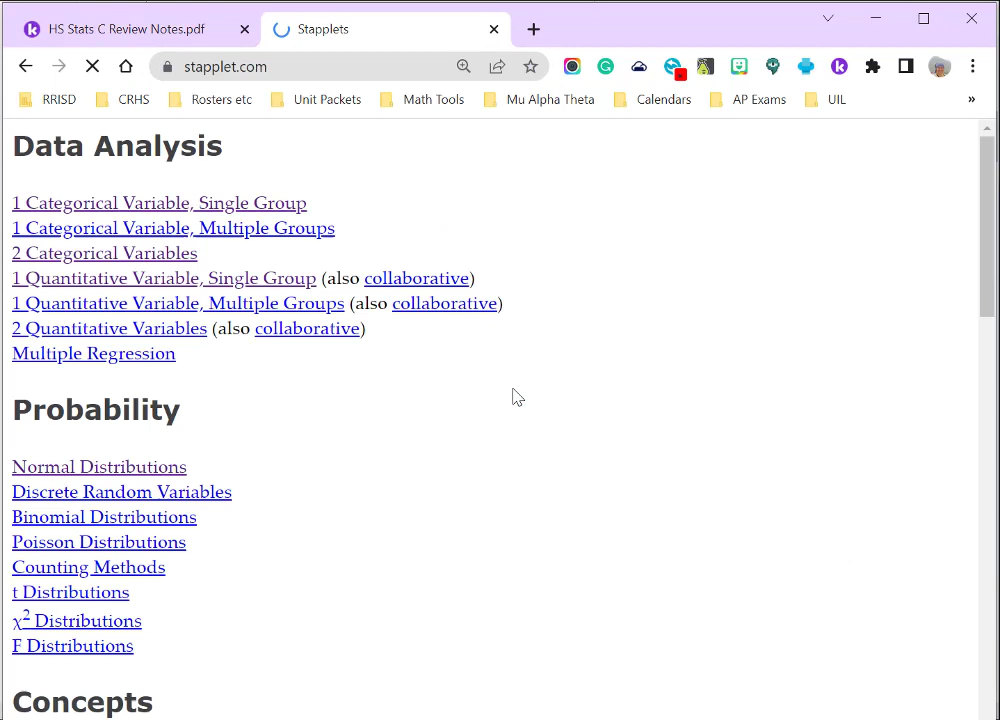 HS Stats C Review Notes.pdf
Stapplets
stapplet.com
RRISD
CRHS
Rosters etc
Unit Packets
Math Tools
Mu Alpha Theta
Calendars
AP Exams
UIL
»
Data Analysis
1 Categorical Variable, Single Group
1 Categorical Variable, Multiple Groups
2 Categorical Variables
1 Quantitative Variable, Single Group (also collaborative)
1 Quantitative Variable, Multiple Groups (also collaborative)
2 Quantitative Variables (also collaborative)
Multiple Regression
Probability
Normal Distributions
Discrete Random Variables
Binomial Distributions
Poisson Distributions
Counting Methods
t Distributions
χ² Distributions
F Distributions
Concepts